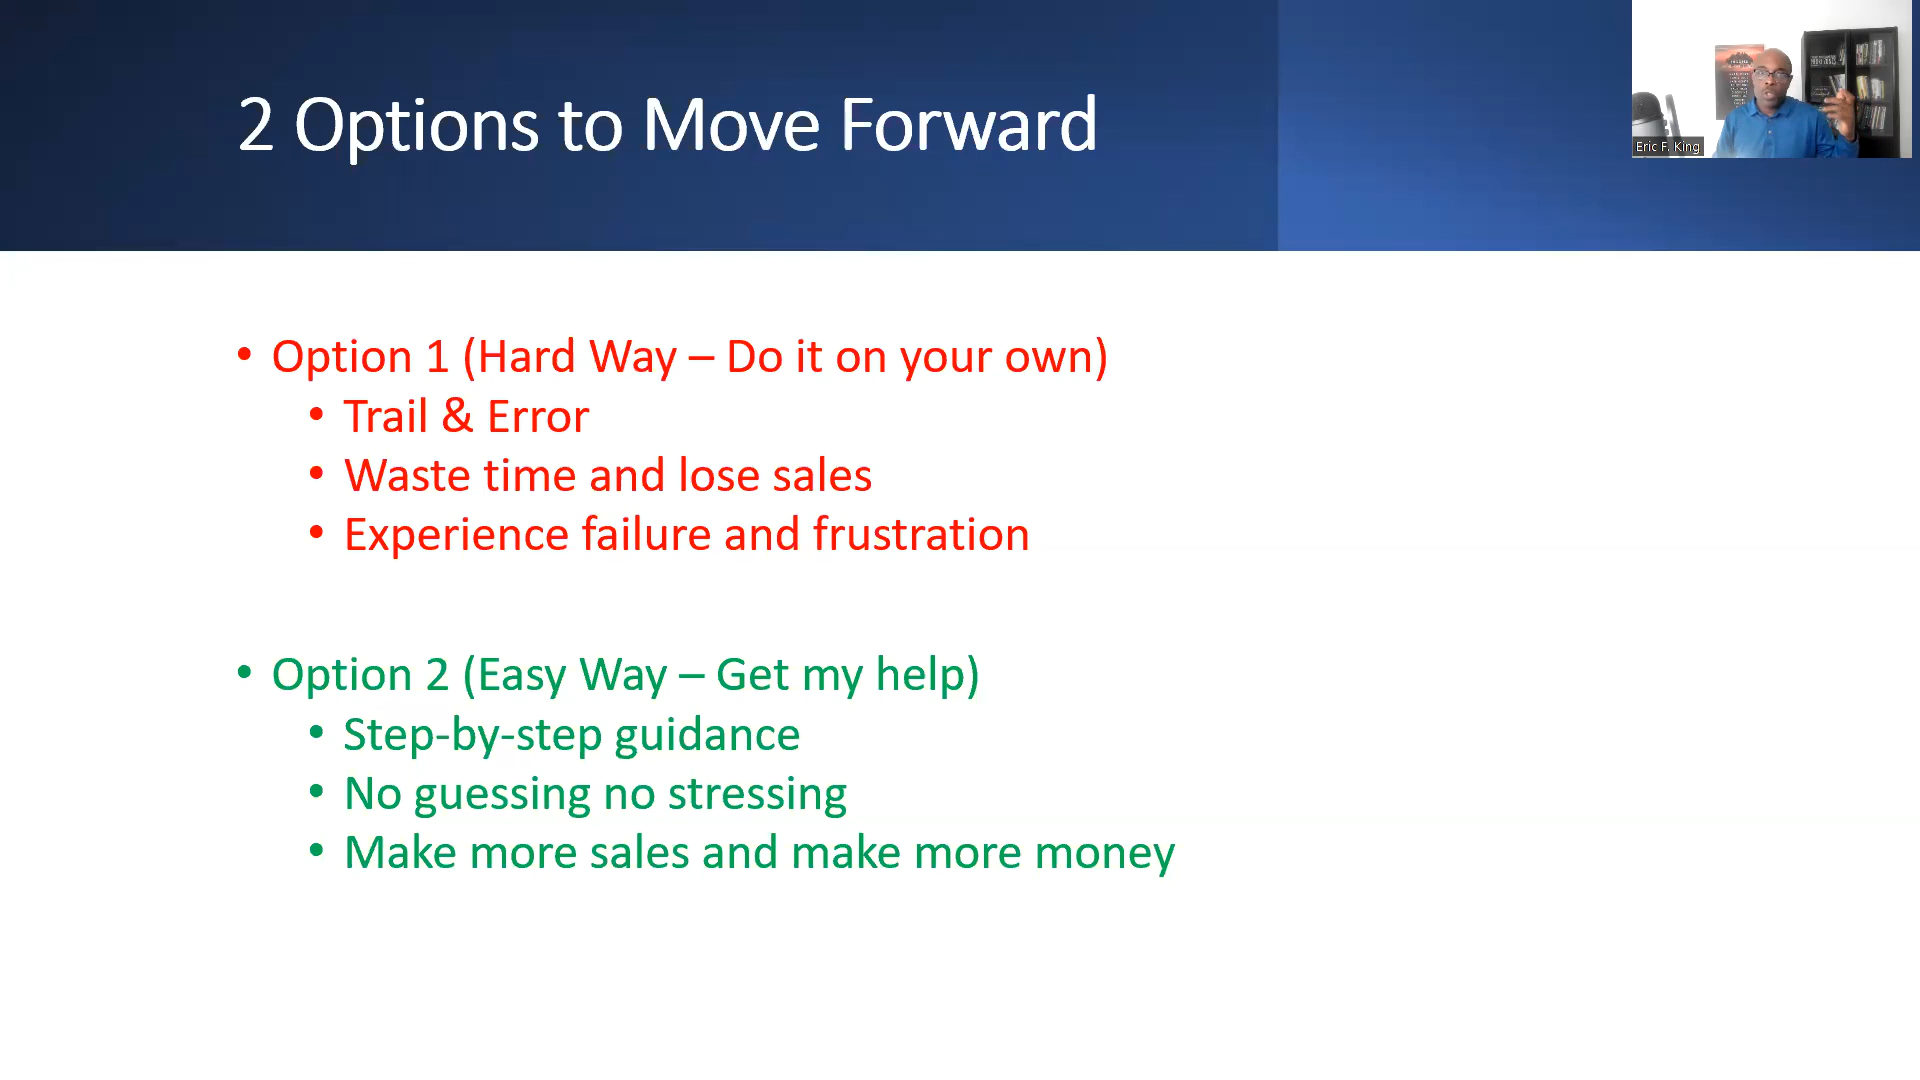 2 Options to Move Forward
Eric F. King
• Option 1 (Hard Way – Do it on your own)
• Trail & Error
• Waste time and lose sales
• Experience failure and frustration
• Option 2 (Easy Way – Get my help)
• Step-by-step guidance
• No guessing no stressing
• Make more sales and make more money